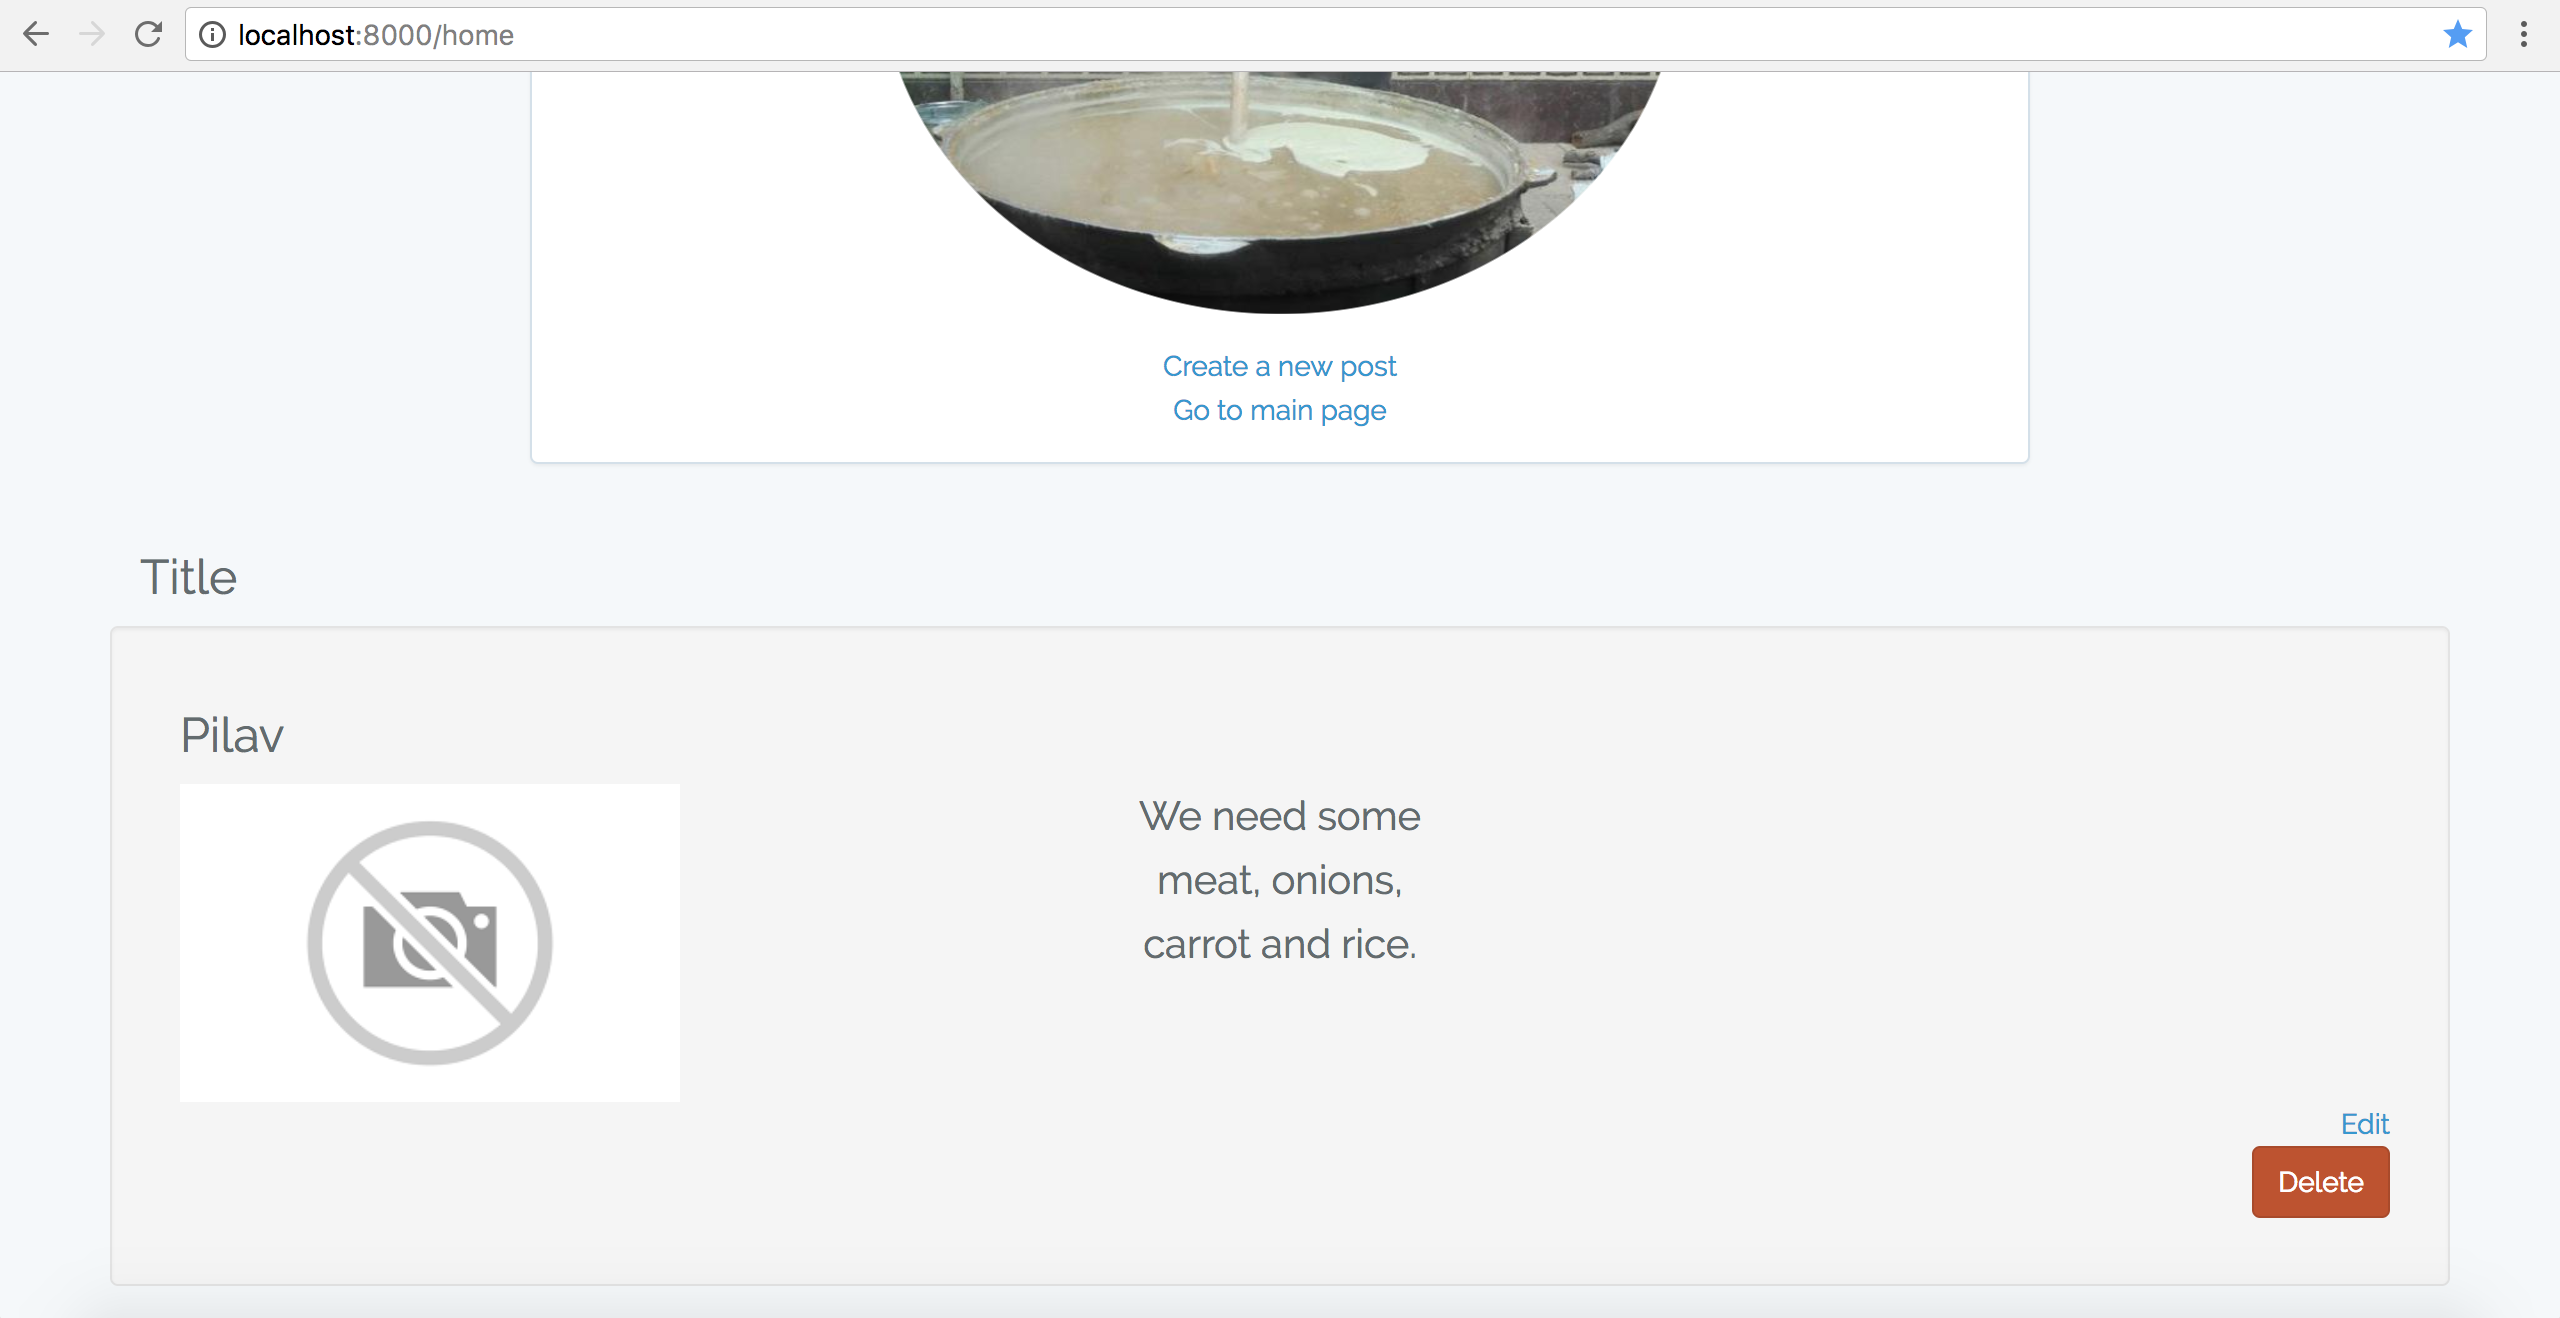 localhost:8000/home
Create a new post
Go to main page
Title
Pilav
We need some
meat, onions,
carrot and rice.
Edit
Delete